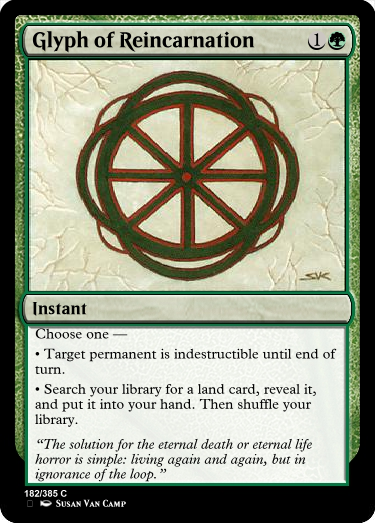 Glyph of Reincarnation 1
SVC
Instant
Choose one —
• Target permanent is indestructible until end of
turn.
• Search your library for a land card, reveal it,
and put it into your hand. Then shuffle your
library.
“The solution for the eternal death or eternal life
horror is simple: living again and again, but in
ignorance of the loop.”
182/385 C
Susan Van Camp